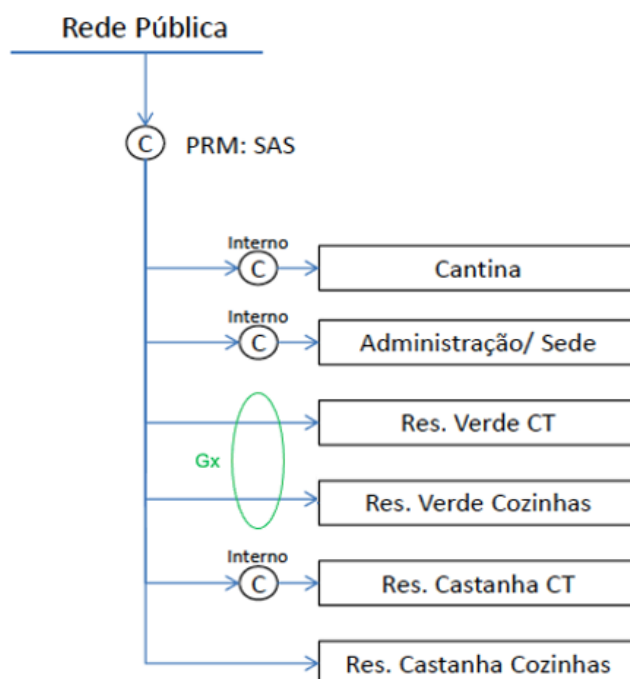 Rede Pública
C PRM: SAS
Interno
C Cantina
Interno
C Administração/ Sede
Res. Verde CT
Gx
Res. Verde Cozinhas
Interno
C Res. Castanha CT
Res. Castanha Cozinhas